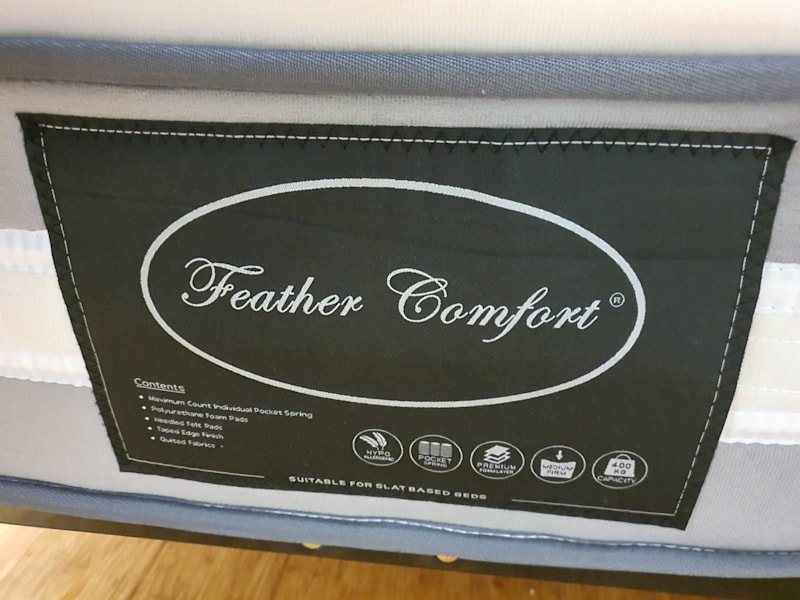 Feather Comfort®
Contents
• Maximum Count Individual Pocket Spring
• Polyurethane Foam Pads
• Needled Felt Pads
• Taped Edge Finish
• Quilted Fabrics
HYPO
ALLERGENIC
POCKET
SPRING
PREMIUM
FOAM LAYER
MEDIUM
FIRM
400
KG
CAPACITY
SUITABLE FOR SLAT BASED BEDS